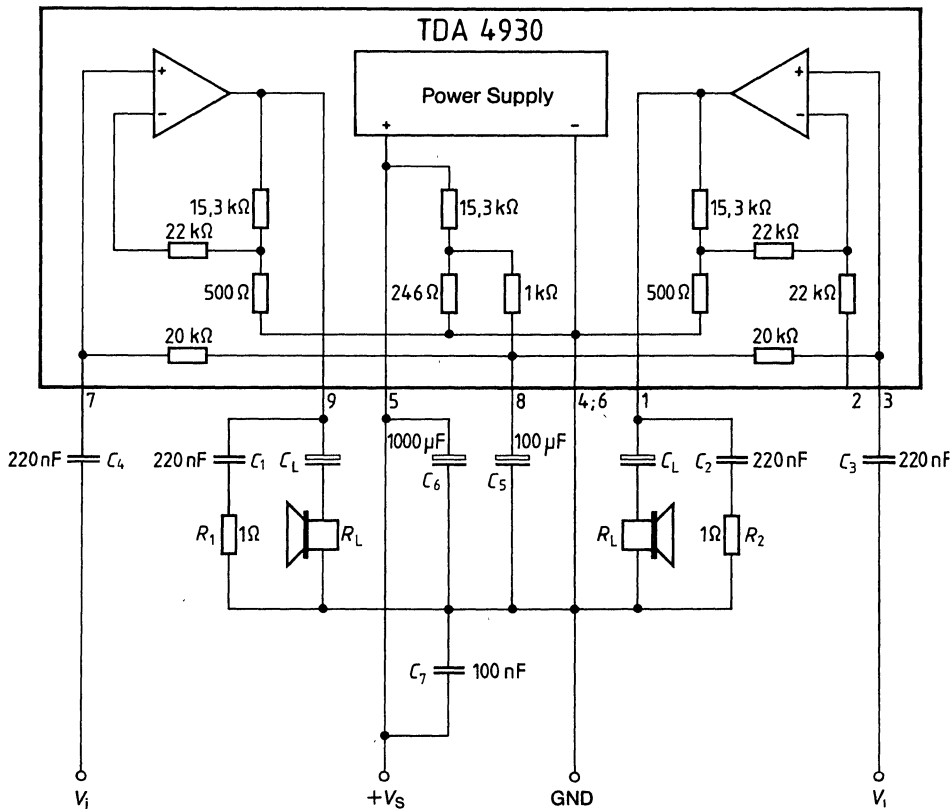 TDA 4930
Power Supply
+ -
+ -
+ -
15,3 kΩ
15,3 kΩ
15,3 kΩ
22 kΩ
22 kΩ
500 Ω
246 Ω
1 kΩ
500 Ω
22 kΩ
20 kΩ
20 kΩ
7 9 5 8 4;6 1 2 3
220 nF C4
220 nF C1
CL
1000 µF C6
100 µF C5
CL
C2 220 nF
C3 220 nF
R1 1Ω
RL
RL
1Ω R2
C7 100 nF
Vi
+VS
GND
VI